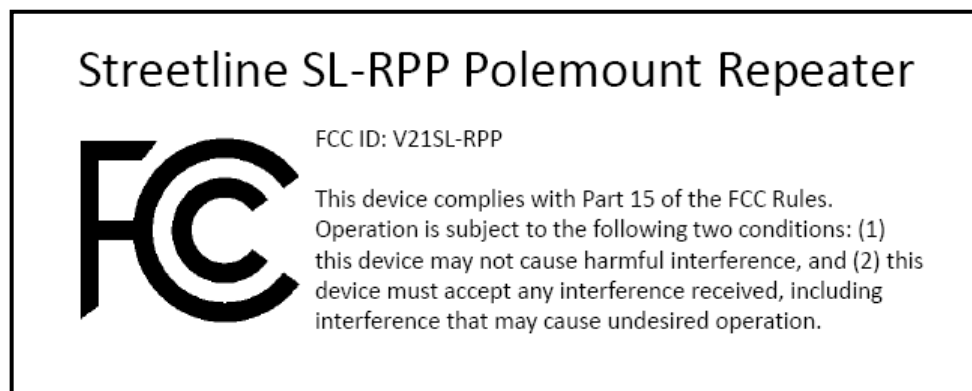 Streetline SL-RPP Polemount Repeater
FCC
FCC ID: V21SL-RPP
This device complies with Part 15 of the FCC Rules.
Operation is subject to the following two conditions: (1)
this device may not cause harmful interference, and (2) this
device must accept any interference received, including
interference that may cause undesired operation.